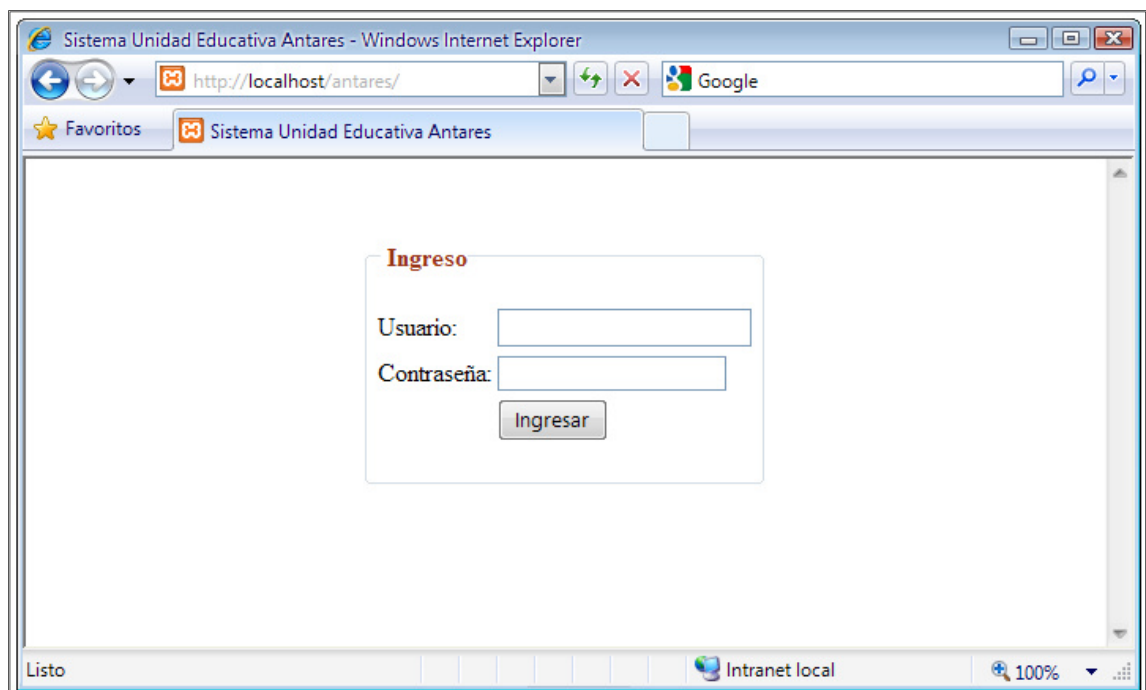 Sistema Unidad Educativa Antares - Windows Internet Explorer
http://localhost/antares/
Google
Favoritos
Sistema Unidad Educativa Antares
Ingreso
Usuario:
Contraseña:
Ingresar
Listo
Intranet local
100%